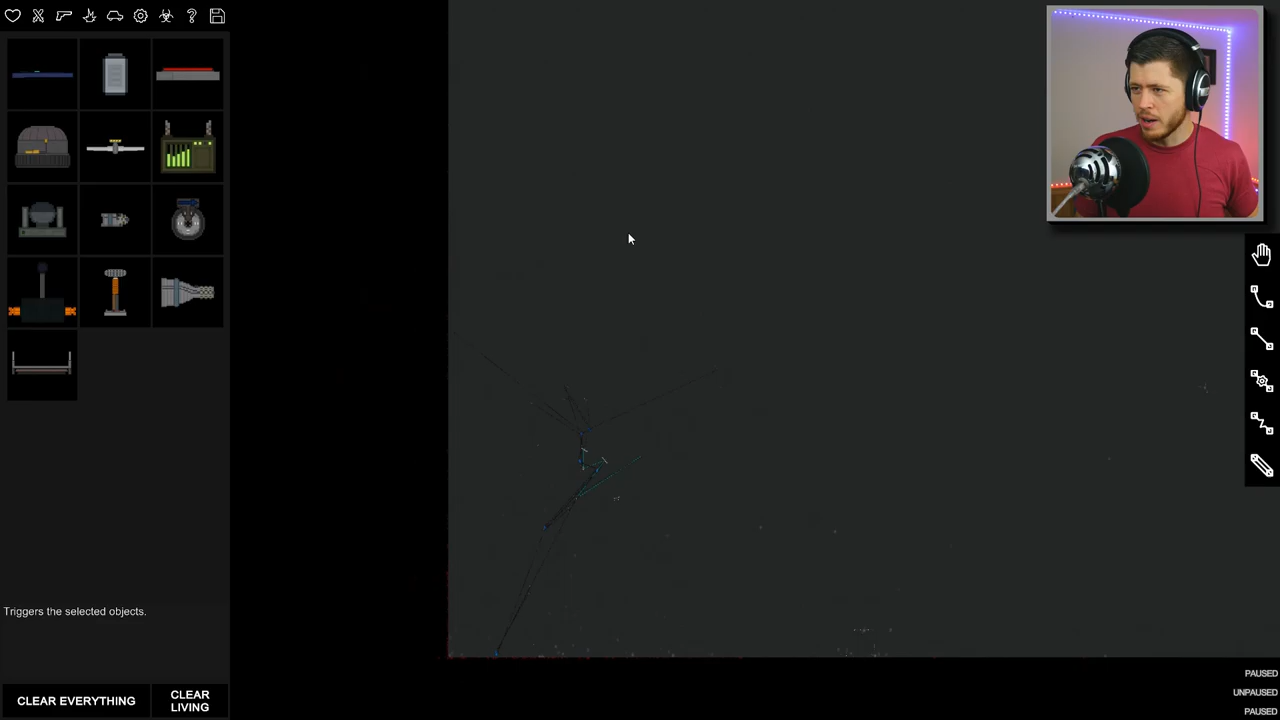 Triggers the selected objects.
CLEAR EVERYTHING
CLEAR
LIVING
PAUSED
UNPAUSED
PAUSED